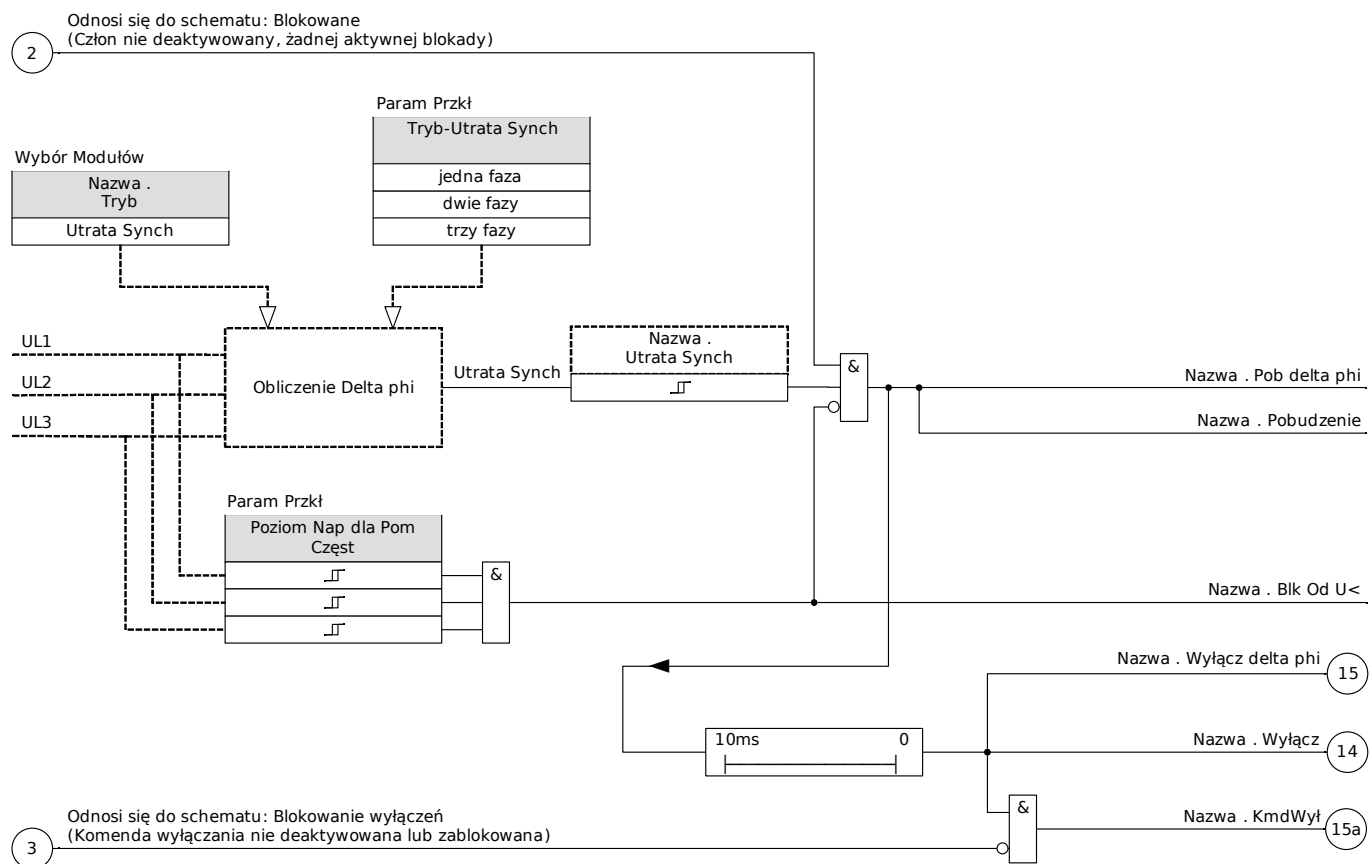 Odnosi się do schematu: Blokowane
(Człon nie deaktywowany, żadnej aktywnej blokady)
2
Param Przkł
Tryb-Utrata Synch
jedna faza
dwie fazy
trzy fazy
Wybór Modułów
Nazwa .
Tryb
Utrata Synch
UL1
UL2
UL3
Obliczenie Delta phi
Utrata Synch
Nazwa .
Utrata Synch
&
Nazwa . Pob delta phi
Nazwa . Pobudzenie
Param Przkł
Poziom Nap dla Pom
Częst
&
Nazwa . Blk Od U<
Nazwa . Wyłącz delta phi
15
10ms 0
Nazwa . Wyłącz
14
&
Nazwa . KmdWył
15a
Odnosi się do schematu: Blokowanie wyłączeń
(Komenda wyłączania nie deaktywowana lub zablokowana)
3